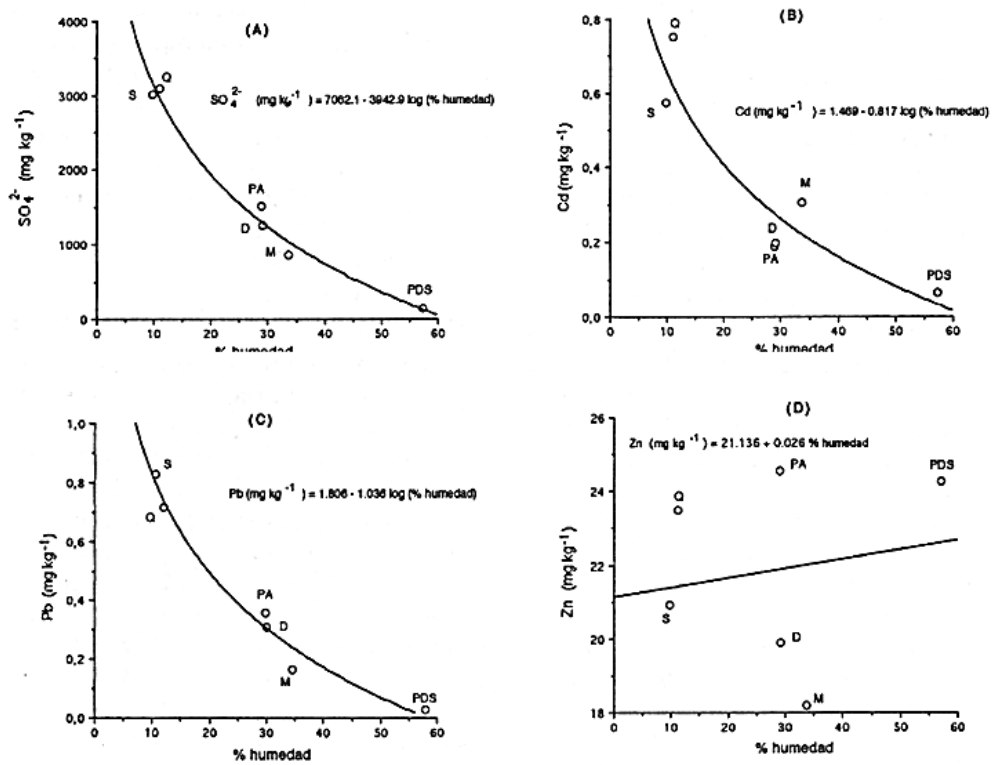 (A)
4000
3000
2000
1000
0
SO₄²⁻ (mg kg⁻¹)
SO₄²⁻ (mg kg⁻¹) = 7062.1 - 3942.9 log (% humedad)
S
Q
PA
D
M
PDS
0 10 20 30 40 50 60
% humedad
(B)
0,8
0,6
0,4
0,2
0,0
Cd (mg kg⁻¹)
Cd (mg kg⁻¹) = 1.469 - 0.817 log (% humedad)
Q
S
M
D
PA
PDS
0 10 20 30 40 50 60
% humedad
(C)
1,0
0,8
0,6
0,4
0,2
0,0
Pb (mg kg⁻¹)
Pb (mg kg⁻¹) = 1.806 - 1.036 log (% humedad)
S
Q
PA
D
M
PDS
0 10 20 30 40 50 60
% humedad
(D)
26
24
22
20
18
Zn (mg kg⁻¹)
Zn (mg kg⁻¹) = 21.136 + 0.026 % humedad
PA
PDS
Q
S
D
M
0 10 20 30 40 50 60
% humedad